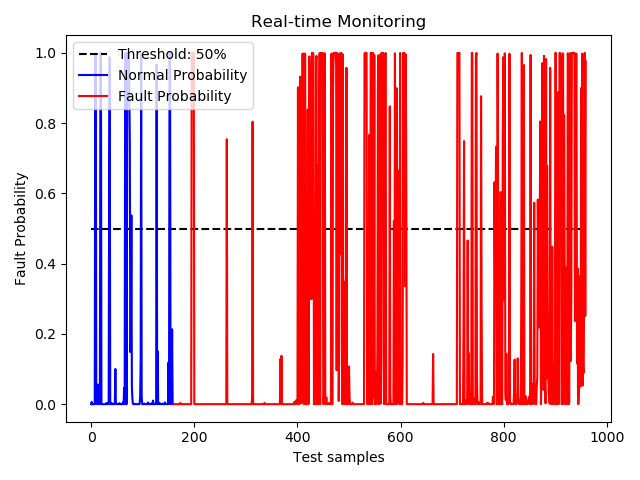 Real-time Monitoring
Threshold: 50%
Normal Probability
Fault Probability
Fault Probability
1.0
0.8
0.6
0.4
0.2
0.0
0
200
400
600
800
1000
Test samples